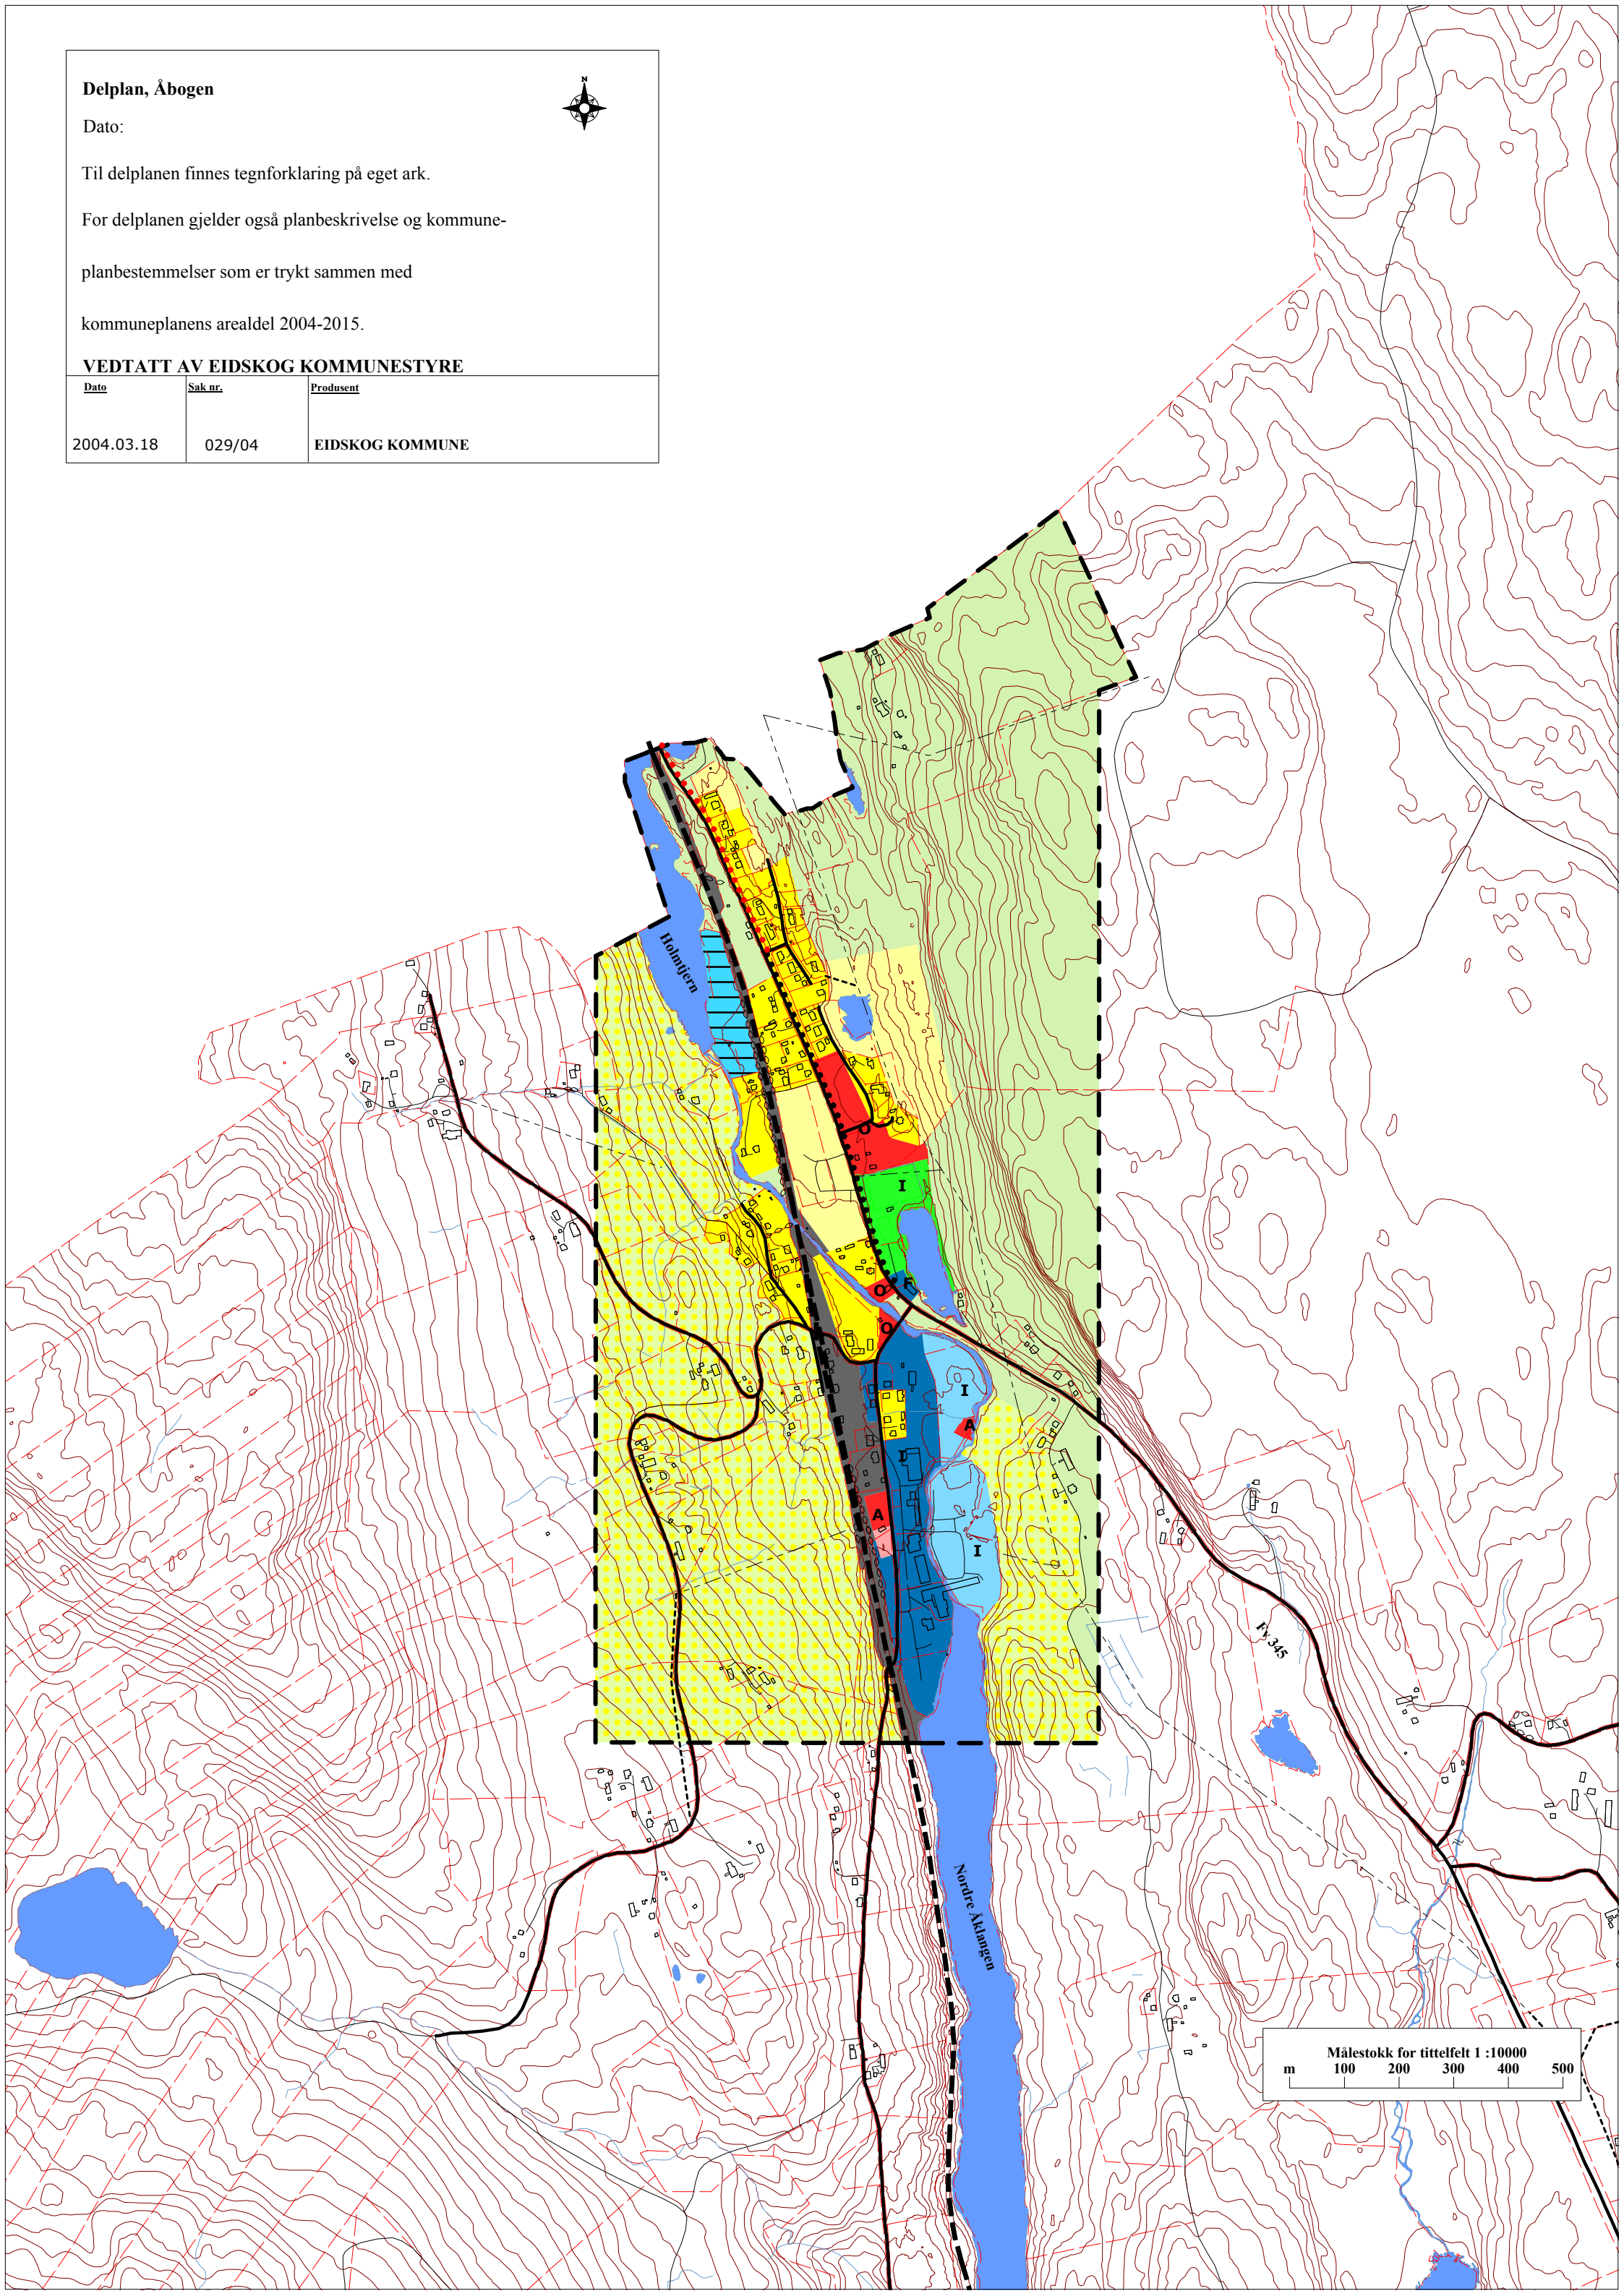 N
Delplan, Åbogen
Dato:
Til delplanen finnes tegnforklaring på eget ark.
For delplanen gjelder også planbeskrivelse og kommune-
planbestemmelser som er trykt sammen med
kommuneplanens arealdel 2004-2015.
VEDTATT AV EIDSKOG KOMMUNESTYRE
Dato Sak nr. Produsent
2004.03.18 029/04 EIDSKOG KOMMUNE
Holmtjern
O
I
F
O
O
I
A
I
A
I
Fv 345
Nordre Åklangen
Målestokk for tittelfelt 1 :10000
m 100 200 300 400 500